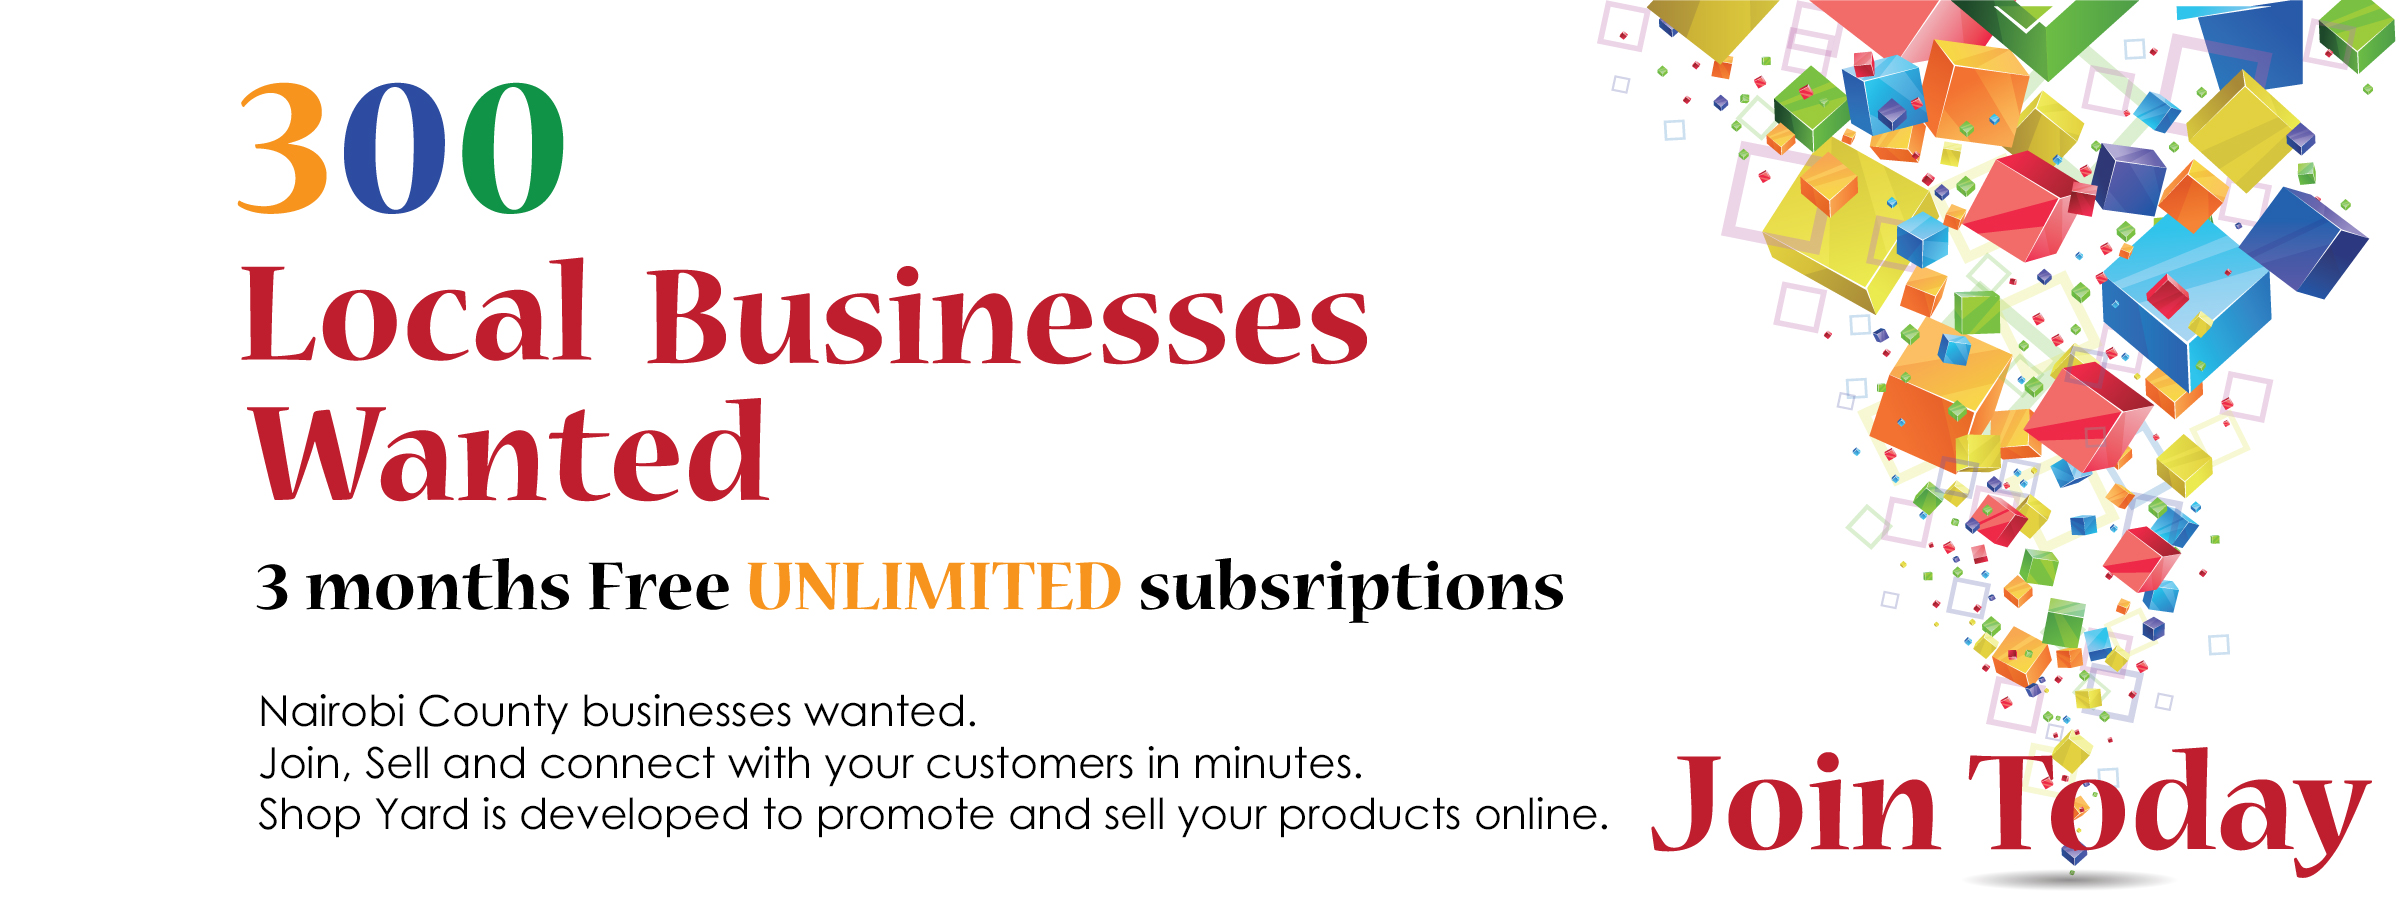 300
Local Businesses
Wanted
3 months Free UNLIMITED subsriptions
Nairobi County businesses wanted.
Join, Sell and connect with your customers in minutes.
Shop Yard is developed to promote and sell your products online.
Join Today